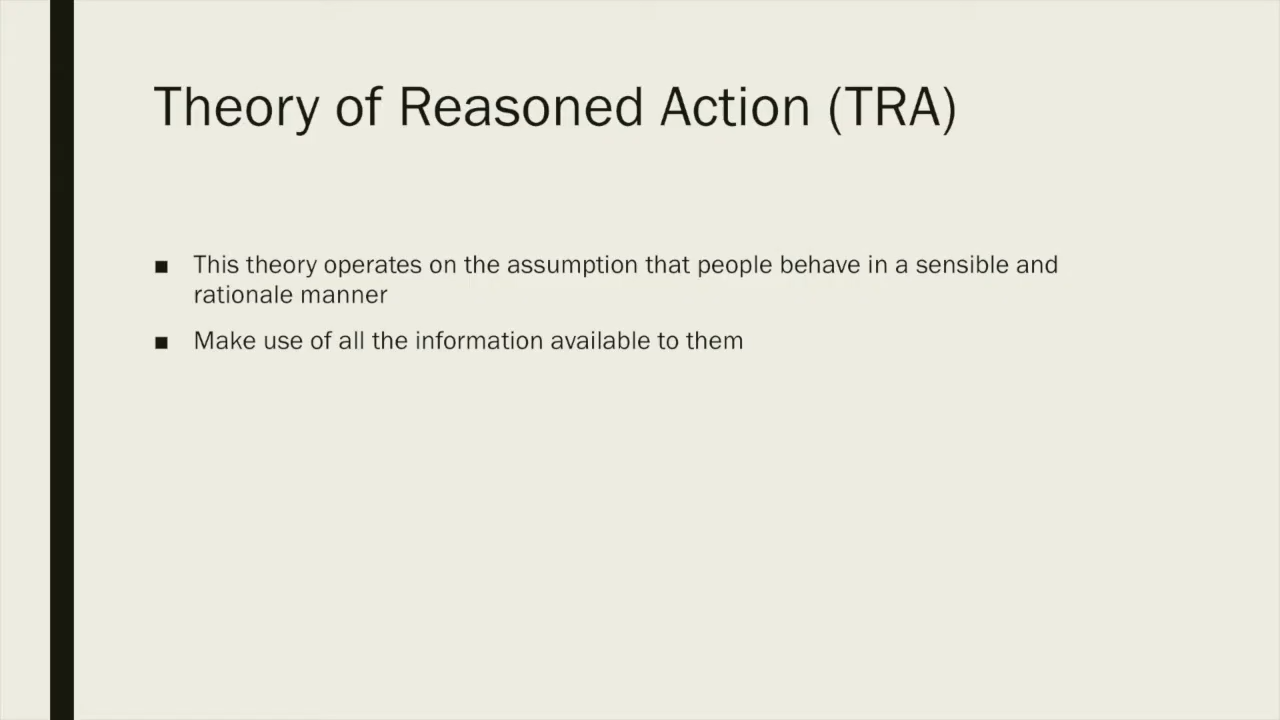 Theory of Reasoned Action (TRA)
■ This theory operates on the assumption that people behave in a sensible and
rationale manner
■ Make use of all the information available to them